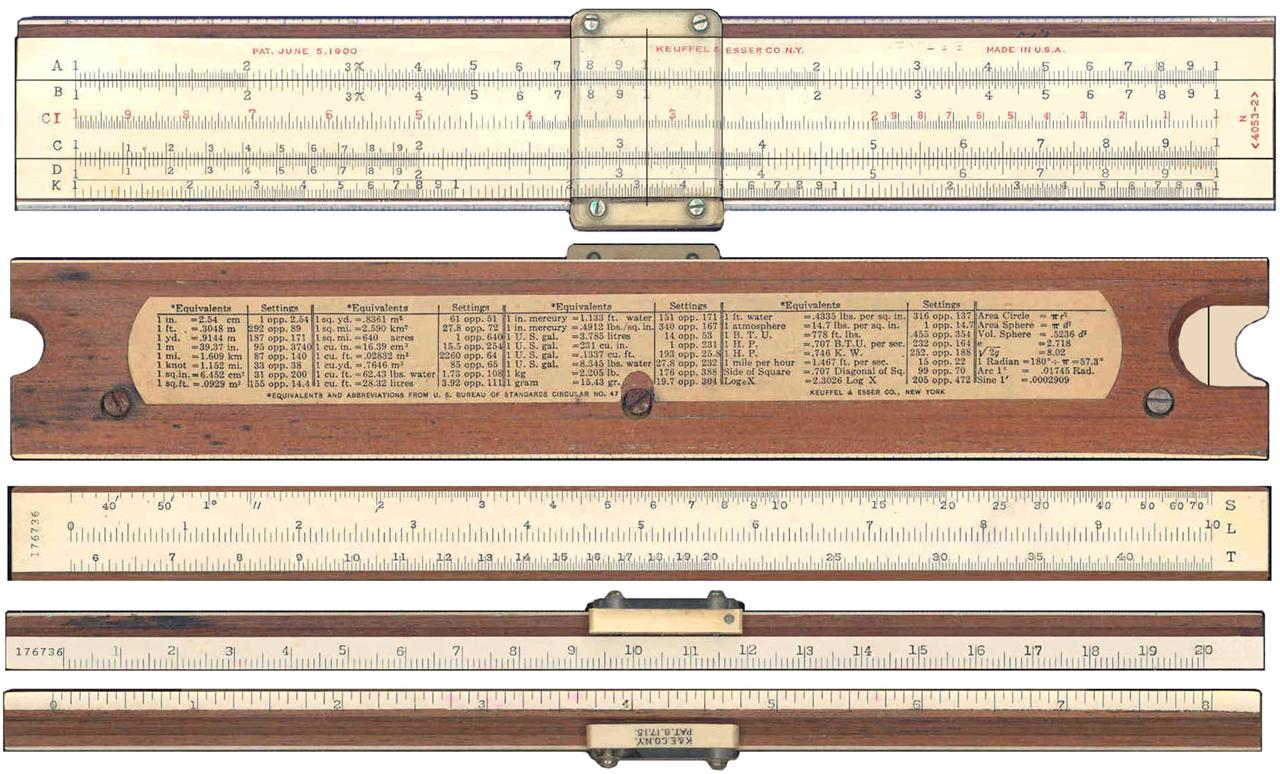 PAT. JUNE 5,1900 KEUFFEL & ESSER CO. N.Y. MADE IN U.S.A.
A 1 2 3 π 4 5 6 7 8 9 1 2 3 4 5 6 7 8 9 1
B 1 2 3 π 4 5 6 7 8 9 1 2 3 4 5 6 7 8 9 1
CI 1 9 8 7 6 5 4 3 2 9 8 7 6 5 4 3 2 1 1
C 1 1 2 3 4 5 6 7 8 9 2 3 4 5 6 7 8 9 1
D 1 1 2 3 4 5 6 7 8 9 2 3 4 5 6 7 8 9 1
K 1 2 3 4 5 6 7 8 9 1 2 3 4 5 6 7 8 9 1 2 3 4 5 6 7 8 9 1
N
<4053-2>
*Equivalents Settings *Equivalents Settings *Equivalents Settings *Equivalents Settings
1 in. =2.54 cm 1 opp. 2.54 1 sq. yd. =.8361 m² 61 opp. 51 1 in. mercury =1.133 ft. water 151 opp. 171 1 ft. water =.4335 lbs. per sq. in. 316 opp. 137 Area Circle = π r²
1 ft. =.3048 m 292 opp. 89 1 sq. mi. =2.590 km² 27.8 opp. 72 1 in. mercury =.4912 lbs./sq. in. 340 opp. 167 1 atmosphere =14.7 lbs. per sq. in. 1 opp. 14.7 Area Sphere = π d²
1 yd. =.9144 m 187 opp. 171 1 sq. mi. =640 acres 1 opp. 640 1 U. S. gal. =3.785 litres 14 opp. 53 1 B. T. U. =778 ft. lbs. 455 opp. 354 Vol. Sphere = .5236 d³
1 m =39.37 in. 95 opp. 3740 1 cu. in. =16.39 cm³ 15.5 opp. 254 1 U. S. gal. =231 cu. in. 1 opp. 231 1 H. P. =.707 B.T.U. per sec. 232 opp. 164 e =2.718
1 mi. =1.609 km 87 opp. 140 1 cu. ft. =.02832 m³ 2260 opp. 64 1 U. S. gal. =.1337 cu. ft. 193 opp. 25.8 1 H. P. =.746 K. W. 252. opp. 188 √2g = 8.02
1 knot =1.152 mi. 33 opp. 38 1 cu.yd. =.7646 m³ 85 opp. 65 1 U. S. gal. =8.345 lbs. water 27.8 opp. 232 1 mile per hour =1.467 ft. per sec. 15 opp. 22 1 Radian =180°÷π=57.3°
1 sq.in. =6.452 cm² 31 opp. 200 1 cu. ft. =62.43 lbs. water 1.73 opp. 108 1 kg =2.205 lb. 176 opp. 388 Side of Square =.707 Diagonal of Sq. 99 opp. 70 Arc 1° = .01745 Rad.
1 sq.ft. =.0929 m² 155 opp. 14.4 1 cu. ft. =28.32 litres 3.92 opp. 111 1 gram =15.43 gr. 19.7 opp. 304 LogeX =2.3026 Log X 205 opp. 472 Sine 1′ =.0002909
*EQUIVALENTS AND ABBREVIATIONS FROM U. S. BUREAU OF STANDARDS CIRCULAR NO. 47 KEUFFEL & ESSER CO., NEW YORK
176736
40′ 50′ 1° 2 3 4 5 6 7 8 9 10 15 20 25 30 40 50 60 70 S
0 1 2 3 4 5 6 7 8 9 10 L
6 7 8 9 10 11 12 13 14 15 16 17 18 19 20 25 30 35 40 T
176736 1 2 3 4 5 6 7 8 9 10 11 12 13 14 15 16 17 18 19 20
0 1 2 3 4 5 6 7 8
K&E.CO.N.Y.
PAT.8.17.15.